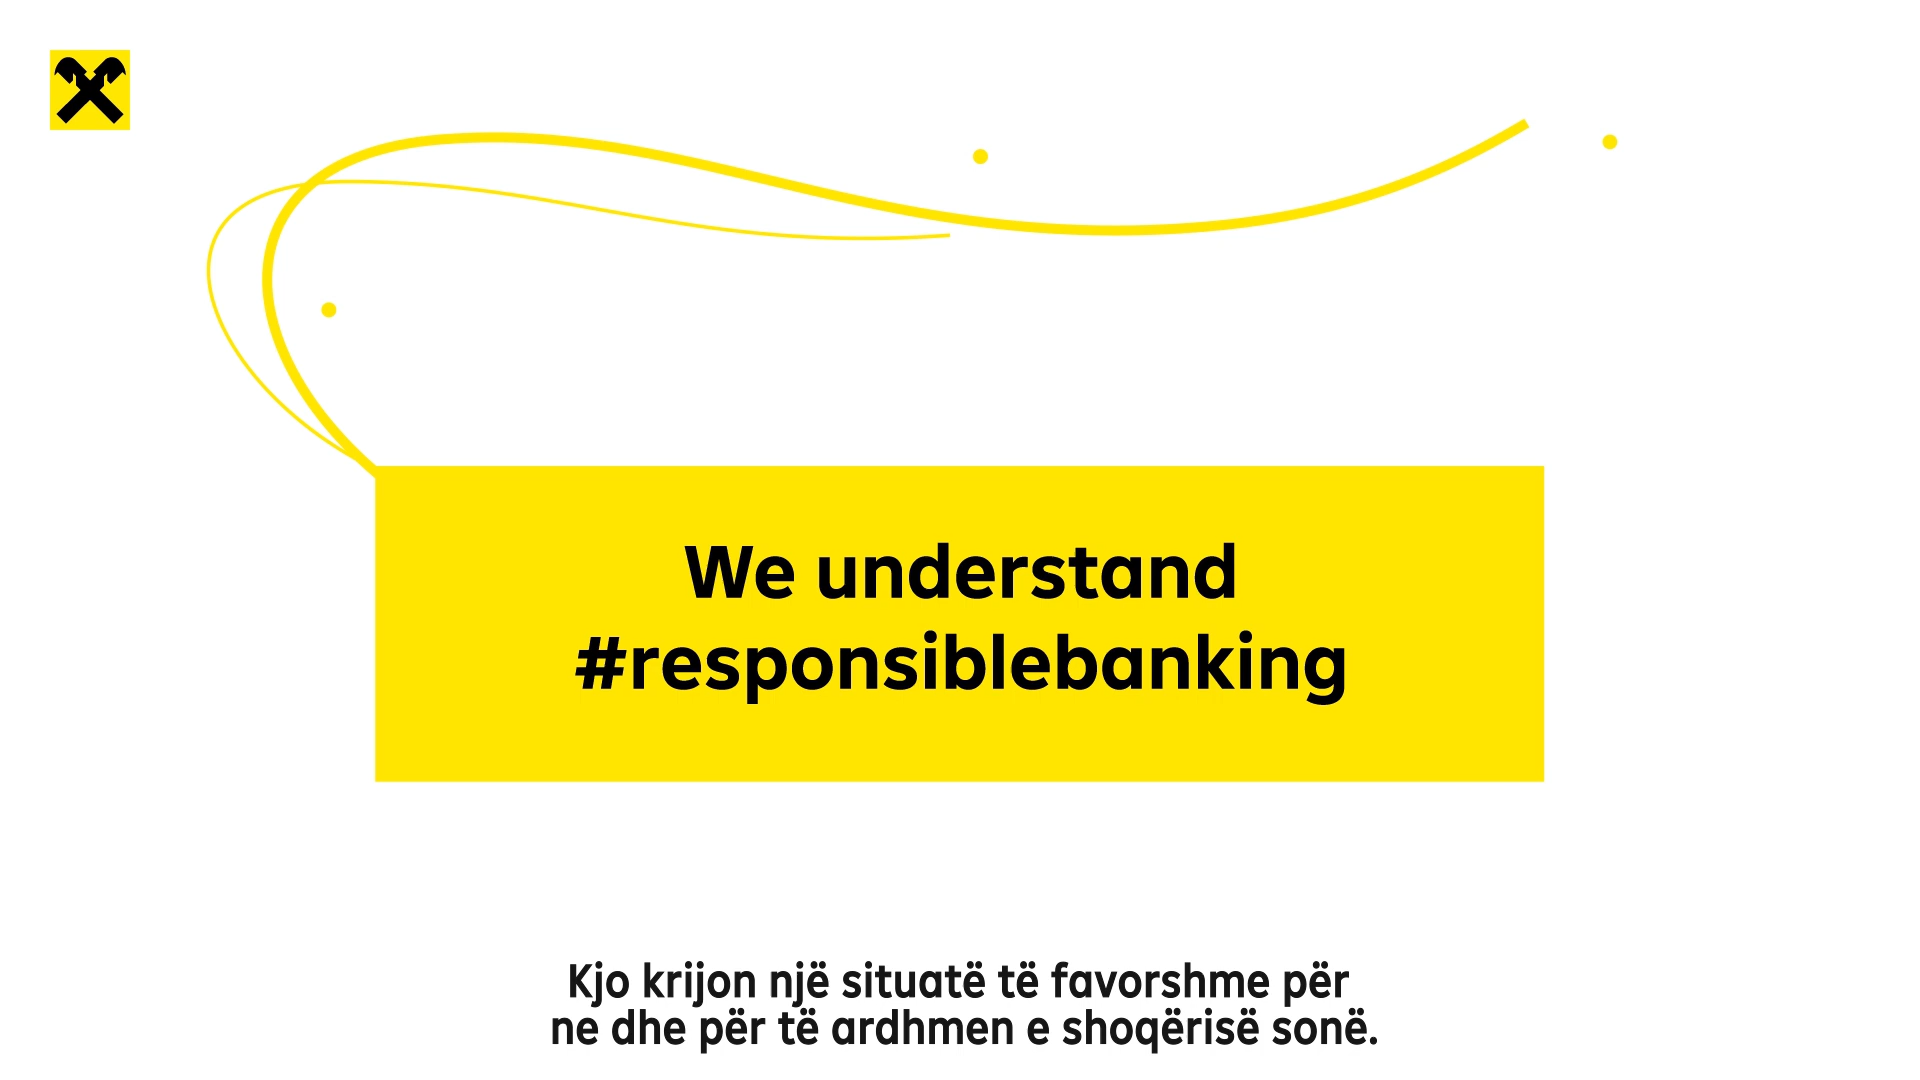 We understand
#responsiblebanking
Kjo krijon një situatë të favorshme për
ne dhe për të ardhmen e shoqërisë sonë.